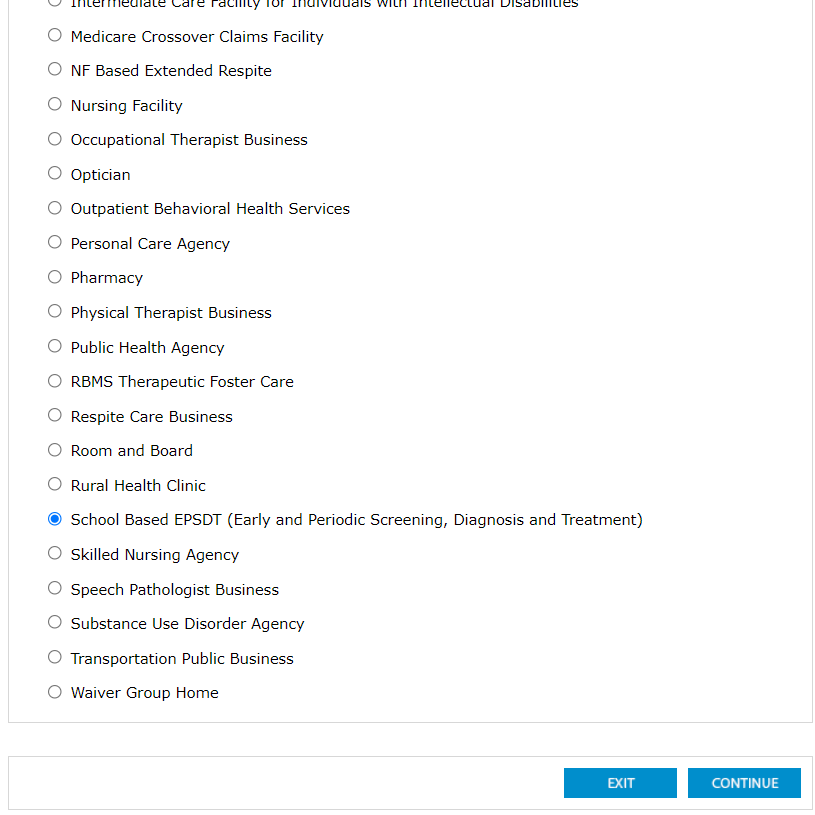 Intermediate Care Facility for Individuals with Intellectual Disabilities
Medicare Crossover Claims Facility
NF Based Extended Respite
Nursing Facility
Occupational Therapist Business
Optician
Outpatient Behavioral Health Services
Personal Care Agency
Pharmacy
Physical Therapist Business
Public Health Agency
RBMS Therapeutic Foster Care
Respite Care Business
Room and Board
Rural Health Clinic
School Based EPSDT (Early and Periodic Screening, Diagnosis and Treatment)
Skilled Nursing Agency
Speech Pathologist Business
Substance Use Disorder Agency
Transportation Public Business
Waiver Group Home
EXIT CONTINUE